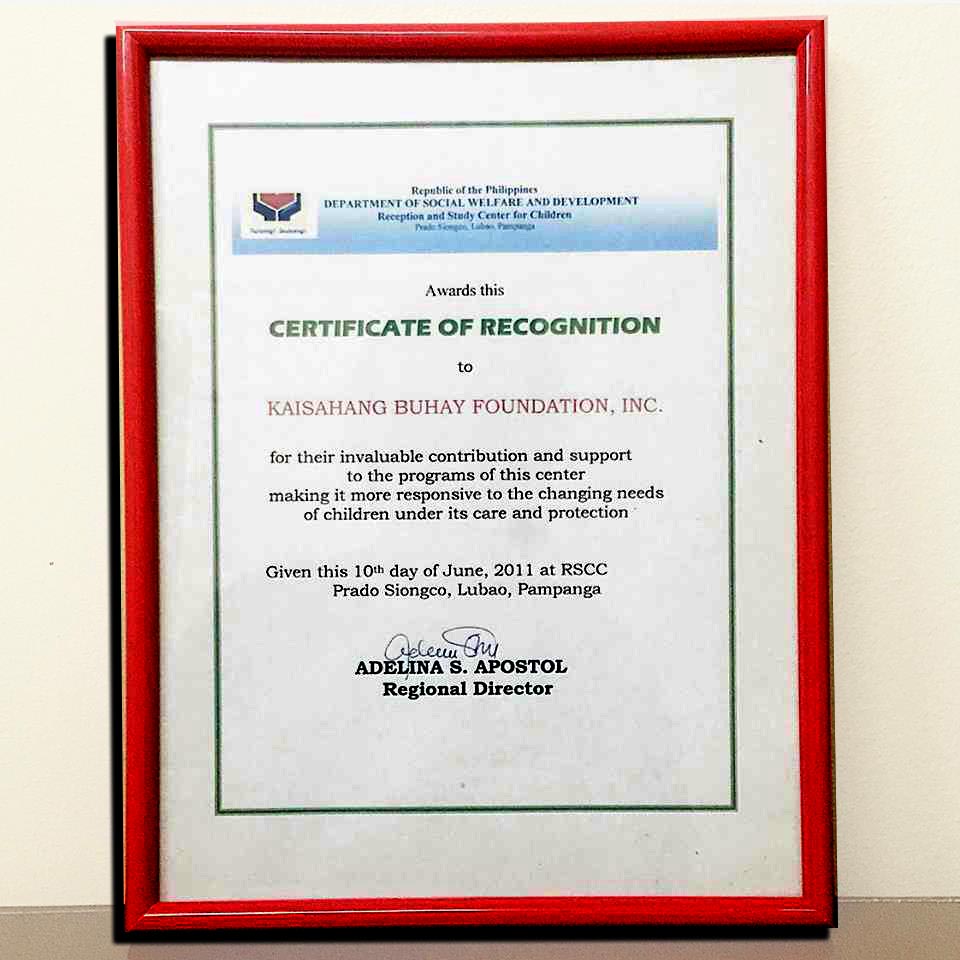 Republic of the Philippines
DEPARTMENT OF SOCIAL WELFARE AND DEVELOPMENT
Reception and Study Center for Children
Prado Siongco, Lubao, Pampanga
Awards this
CERTIFICATE OF RECOGNITION
to
KAISAHANG BUHAY FOUNDATION, INC.
for their invaluable contribution and support
to the programs of this center
making it more responsive to the changing needs
of children under its care and protection
Given this 10th day of June, 2011 at RSCC
Prado Siongco, Lubao, Pampanga
ADELINA S. APOSTOL
Regional Director